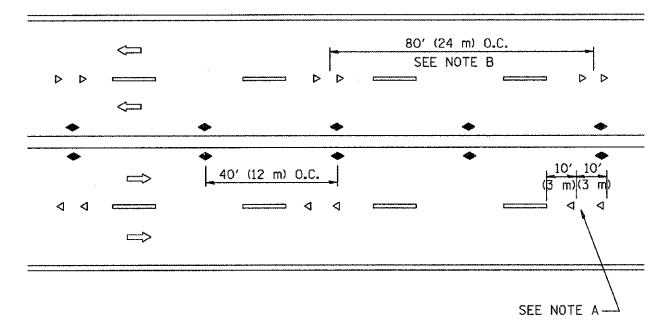 80' (24 m) O.C.
SEE NOTE B
40' (12 m) O.C.
10' 10'
(3 m) (3 m)
SEE NOTE A